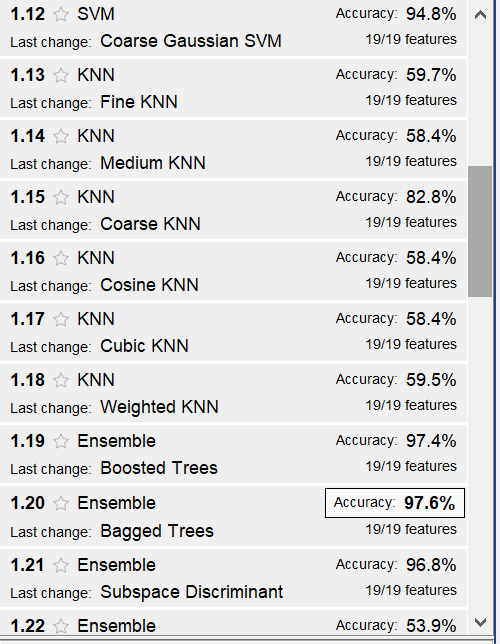 1.12 ☆ SVM Accuracy: 94.8%
Last change: Coarse Gaussian SVM 19/19 features
1.13 ☆ KNN Accuracy: 59.7%
Last change: Fine KNN 19/19 features
1.14 ☆ KNN Accuracy: 58.4%
Last change: Medium KNN 19/19 features
1.15 ☆ KNN Accuracy: 82.8%
Last change: Coarse KNN 19/19 features
1.16 ☆ KNN Accuracy: 58.4%
Last change: Cosine KNN 19/19 features
1.17 ☆ KNN Accuracy: 58.4%
Last change: Cubic KNN 19/19 features
1.18 ☆ KNN Accuracy: 59.5%
Last change: Weighted KNN 19/19 features
1.19 ☆ Ensemble Accuracy: 97.4%
Last change: Boosted Trees 19/19 features
1.20 ☆ Ensemble Accuracy: 97.6%
Last change: Bagged Trees 19/19 features
1.21 ☆ Ensemble Accuracy: 96.8%
Last change: Subspace Discriminant 19/19 features
1.22 ☆ Ensemble Accuracy: 53.9%